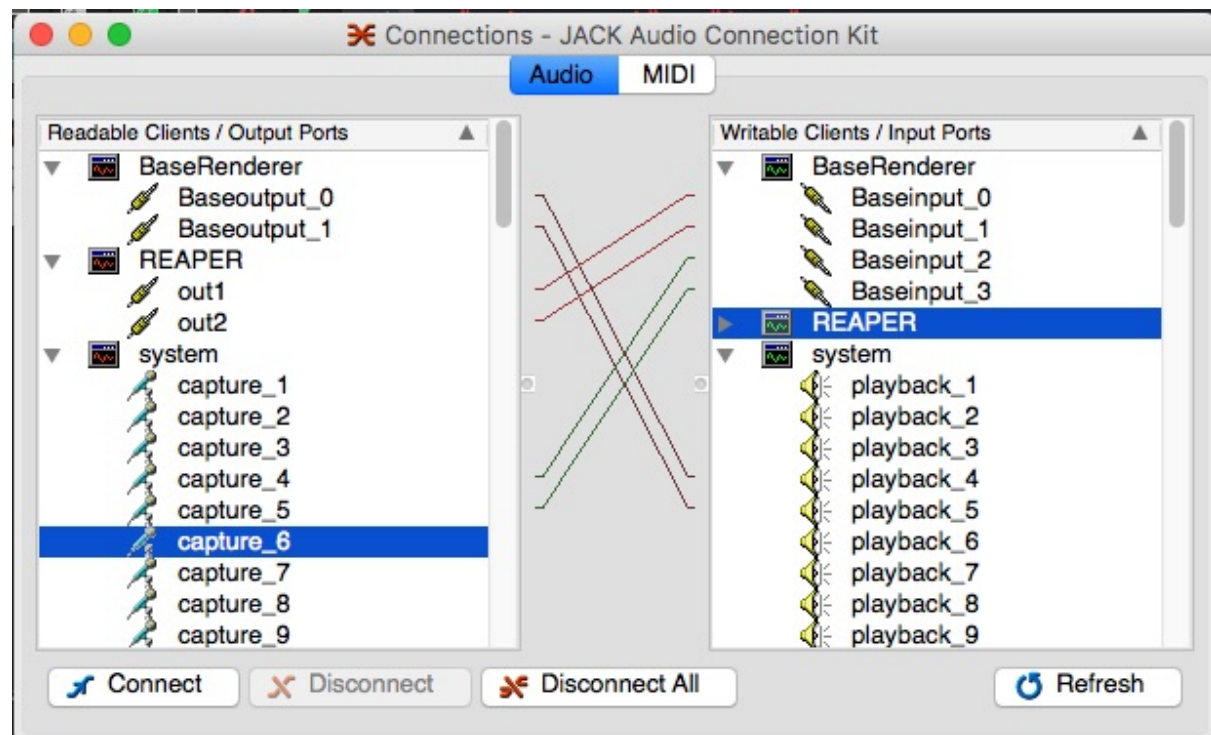 Connections - JACK Audio Connection Kit
Audio MIDI
Readable Clients / Output Ports
BaseRenderer
Baseoutput_0
Baseoutput_1
REAPER
out1
out2
system
capture_1
capture_2
capture_3
capture_4
capture_5
capture_6
capture_7
capture_8
capture_9
Writable Clients / Input Ports
BaseRenderer
Baseinput_0
Baseinput_1
Baseinput_2
Baseinput_3
REAPER
system
playback_1
playback_2
playback_3
playback_4
playback_5
playback_6
playback_7
playback_8
playback_9
Connect Disconnect Disconnect All Refresh